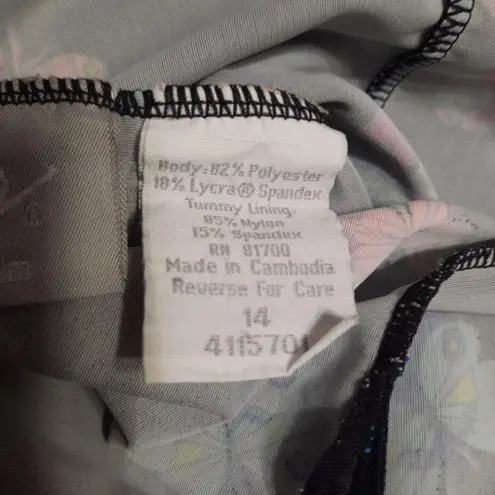 Body: 82% Polyester
18% Lycra® Spandex
Tummy Lining:
85% Nylon
15% Spandex
RN 81700
Made in Cambodia
Reverse For Care
14
4115701